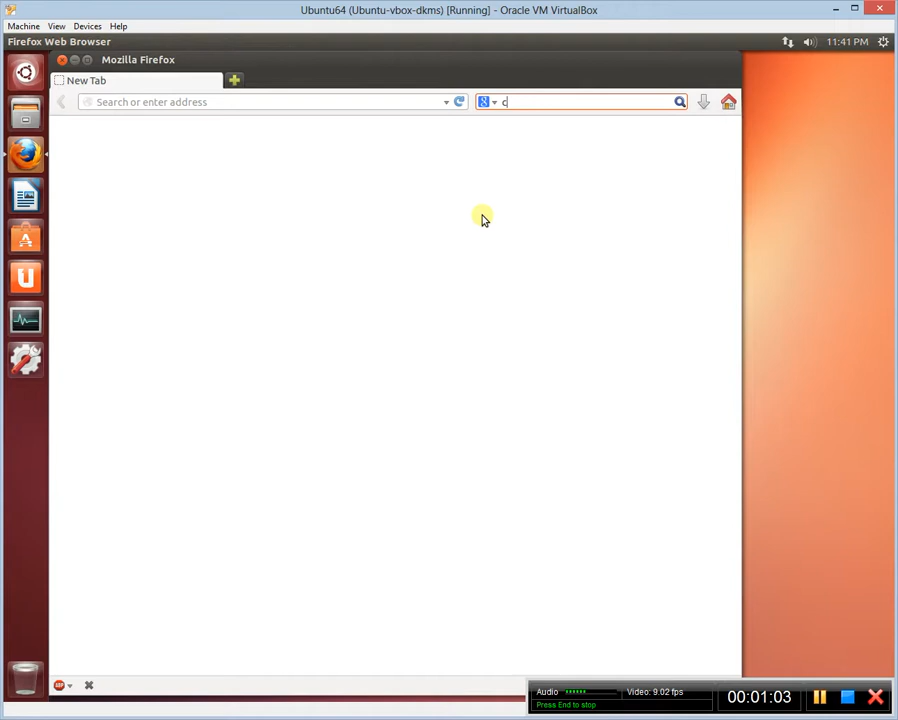 Ubuntu64 (Ubuntu-vbox-dkms) [Running] - Oracle VM VirtualBox
Machine View Devices Help
Firefox Web Browser 11:41 PM
Mozilla Firefox
New Tab
Search or enter address 8 c
ABP
Audio Video: 9.02 fps 00:01:03
Press End to stop